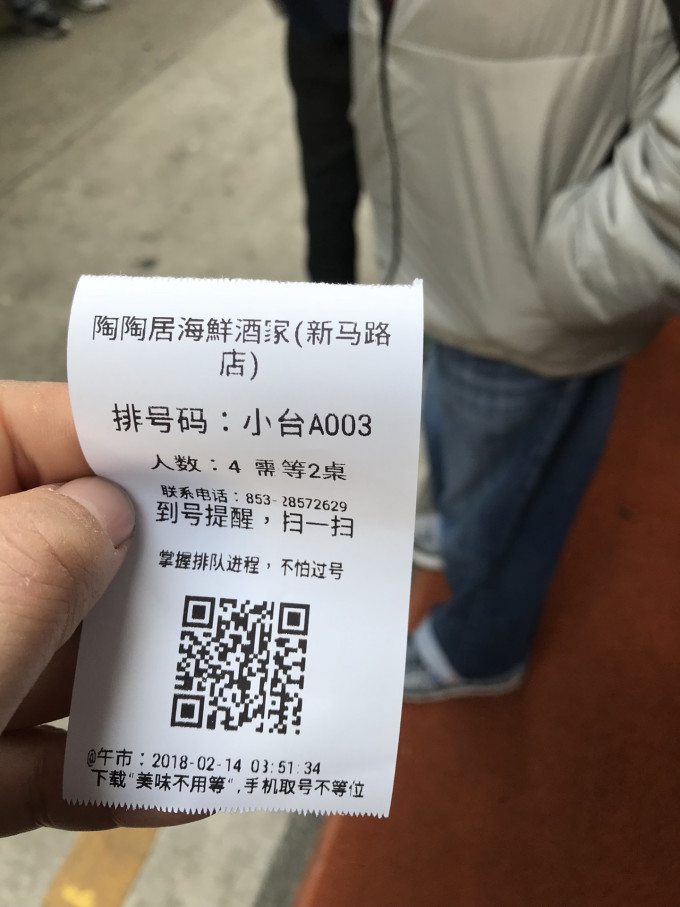 陶陶居海鮮酒家(新马路
店)
排号码：小台A003
人数：4 需等2桌
联系电话：853-28572629
到号提醒，扫一扫
掌握排队进程，不怕过号
@午市：2018-02-14 08:51:34
下载"美味不用等",手机取号不等位